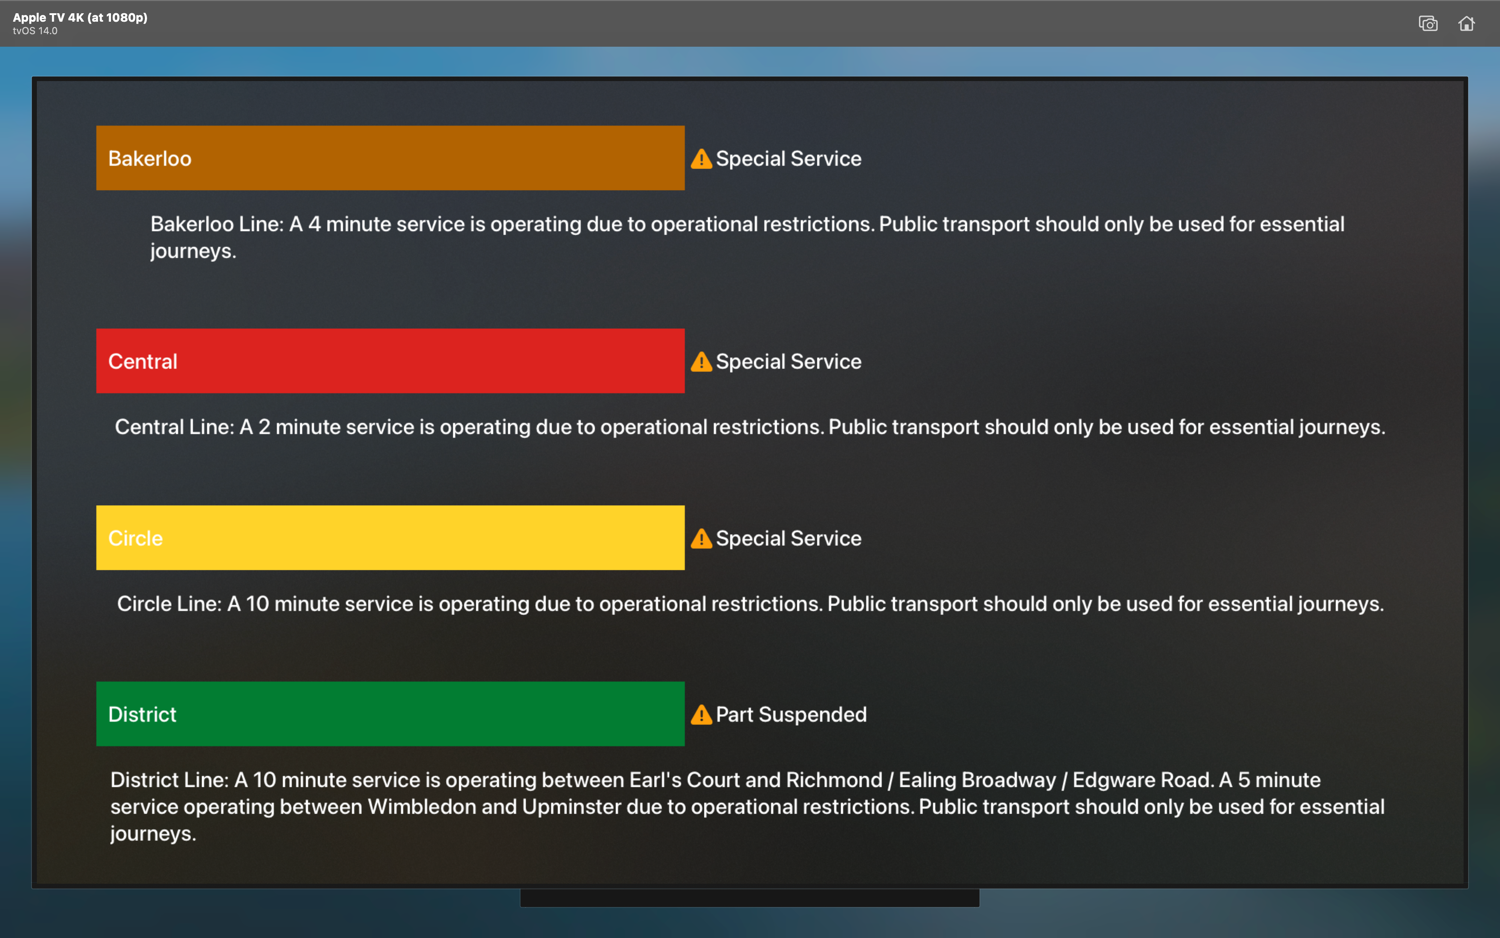 Apple TV 4K (at 1080p)
tvOS 14.0
Bakerloo
Special Service
Bakerloo Line: A 4 minute service is operating due to operational restrictions. Public transport should only be used for essential
journeys.
Central
Special Service
Central Line: A 2 minute service is operating due to operational restrictions. Public transport should only be used for essential journeys.
Circle
Special Service
Circle Line: A 10 minute service is operating due to operational restrictions. Public transport should only be used for essential journeys.
District
Part Suspended
District Line: A 10 minute service is operating between Earl's Court and Richmond / Ealing Broadway / Edgware Road. A 5 minute
service operating between Wimbledon and Upminster due to operational restrictions. Public transport should only be used for essential
journeys.